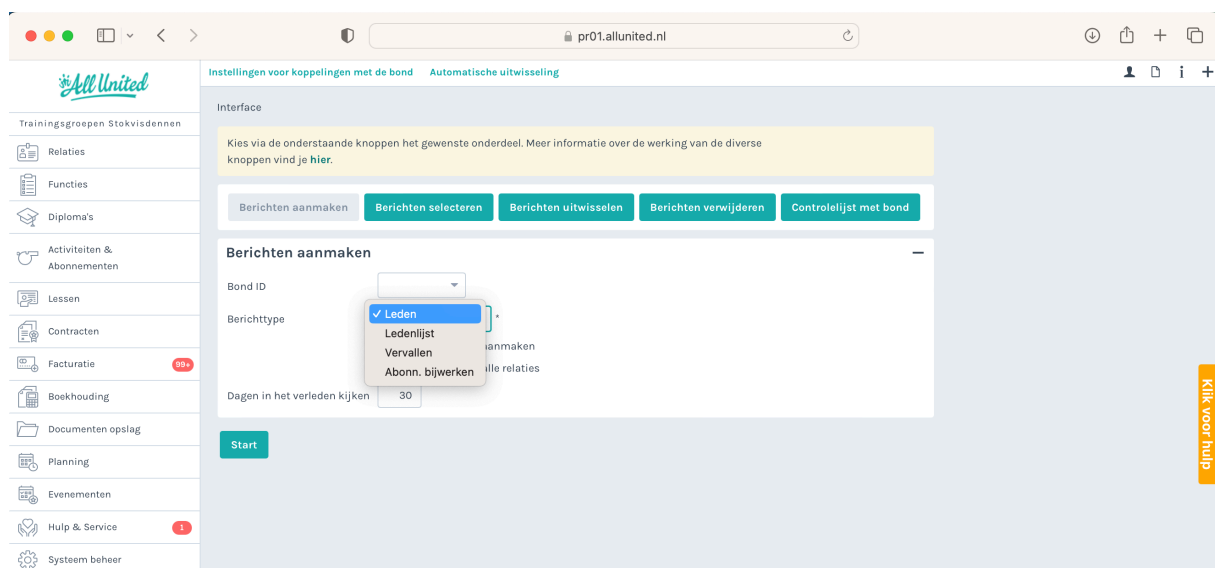 pr01.allunited.nl
All United
Instellingen voor koppelingen met de bond Automatische uitwisseling
Interface
Trainingsgroepen Stokvisdennen
Kies via de onderstaande knoppen het gewenste onderdeel. Meer informatie over de werking van de diverse
knoppen vind je hier.
Relaties
Functies
Diploma's
Activiteiten &
Abonnementen
Lessen
Contracten
Facturatie 99+
Boekhouding
Documenten opslag
Planning
Evenementen
Hulp & Service 1
Systeem beheer
Berichten aanmaken Berichten selecteren Berichten uitwisselen Berichten verwijderen Controlelijst met bond
Berichten aanmaken
Bond ID
Berichttype *
✓ Leden
Ledenlijst
Vervallen
Abonn. bijwerken
aanmaken
alle relaties
Dagen in het verleden kijken 30
Start
Klik voor hulp